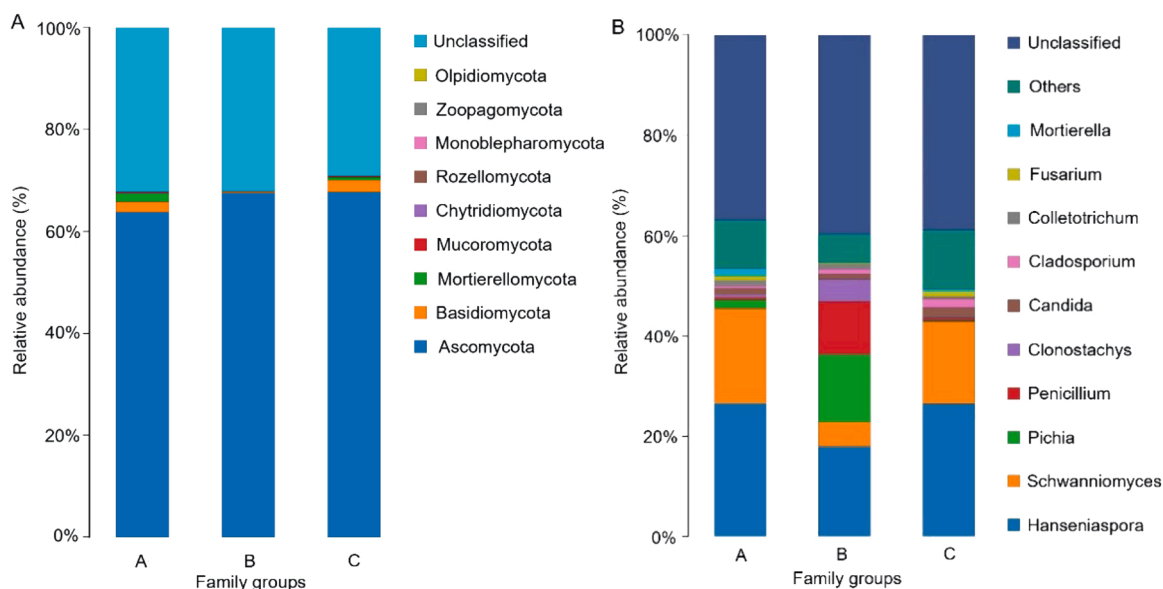 A
Relative abundance (%)
100%
80%
60%
40%
20%
0%
A
B
C
Family groups
Unclassified
Olpidiomycota
Zoopagomycota
Monoblepharomycota
Rozellomycota
Chytridiomycota
Mucoromycota
Mortierellomycota
Basidiomycota
Ascomycota
B
Relative abundance (%)
100%
80%
60%
40%
20%
0%
A
B
C
Family groups
Unclassified
Others
Mortierella
Fusarium
Colletotrichum
Cladosporium
Candida
Clonostachys
Penicillium
Pichia
Schwanniomyces
Hanseniaspora